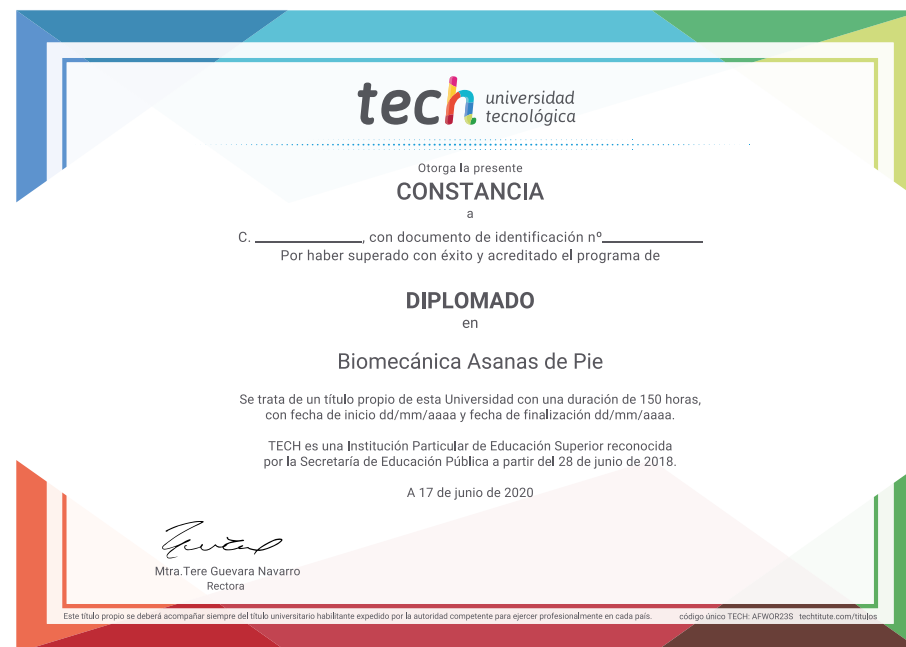 tech universidad
tecnológica
Otorga la presente
CONSTANCIA
a
C. ____________, con documento de identificación nº____________
Por haber superado con éxito y acreditado el programa de
DIPLOMADO
en
Biomecánica Asanas de Pie
Se trata de un título propio de esta Universidad con una duración de 150 horas,
con fecha de inicio dd/mm/aaaa y fecha de finalización dd/mm/aaaa.
TECH es una Institución Particular de Educación Superior reconocida
por la Secretaría de Educación Pública a partir del 28 de junio de 2018.
A 17 de junio de 2020
Mtra.Tere Guevara Navarro
Rectora
Este título propio se deberá acompañar siempre del título universitario habilitante expedido por la autoridad competente para ejercer profesionalmente en cada país. código único TECH: AFWOR23S techtitute.com/titulos